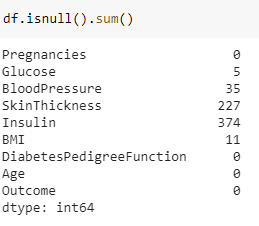 df.isnull().sum()
Pregnancies 0
Glucose 5
BloodPressure 35
SkinThickness 227
Insulin 374
BMI 11
DiabetesPedigreeFunction 0
Age 0
Outcome 0
dtype: int64